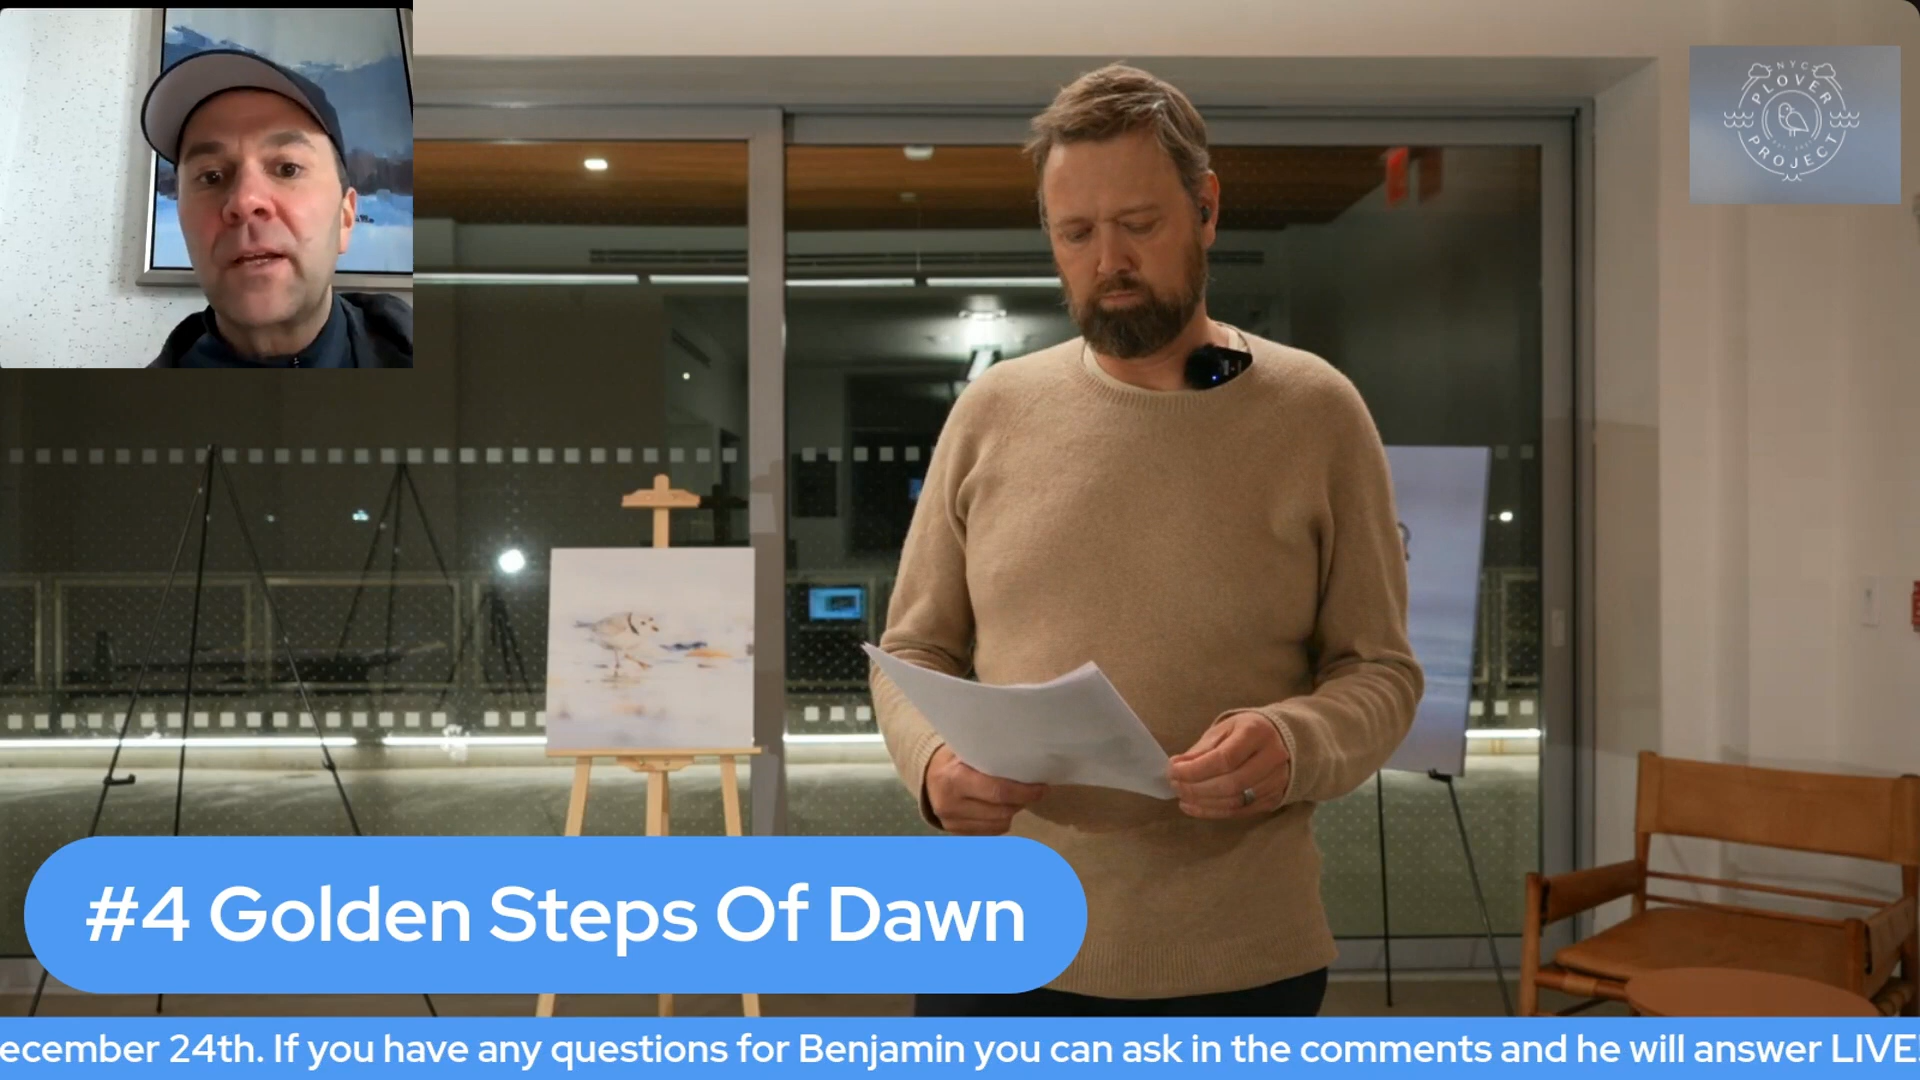 NYC
PLOVER
PROJECT
#4 Golden Steps Of Dawn
ecember 24th. If you have any questions for Benjamin you can ask in the comments and he will answer LIVE!